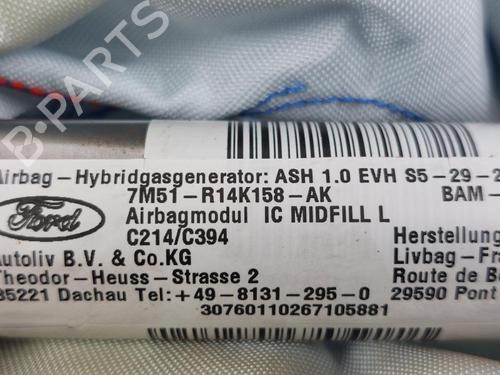 B-PARTS
Airbag-Hybridgasgenerator: ASH 1.0 EVH S5-29-2
7M51-R14K158-AK
BAM-
Ford
Airbagmodul IC MIDFILL L
C214/C394
Herstellung
Autoliv B.V. & Co.KG
Livbag-Fra
Theodor-Heuss-Strasse 2
Route de B
85221 Dachau Tel:+49-8131-295-0
29590 Pont
30760110267105881